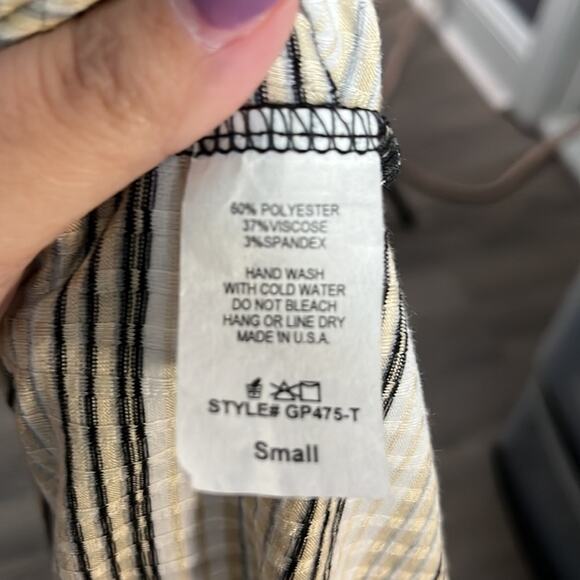 60% POLYESTER
37%VISCOSE
3%SPANDEX
HAND WASH
WITH COLD WATER
DO NOT BLEACH
HANG OR LINE DRY
MADE IN U.S.A.
STYLE# GP475-T
Small